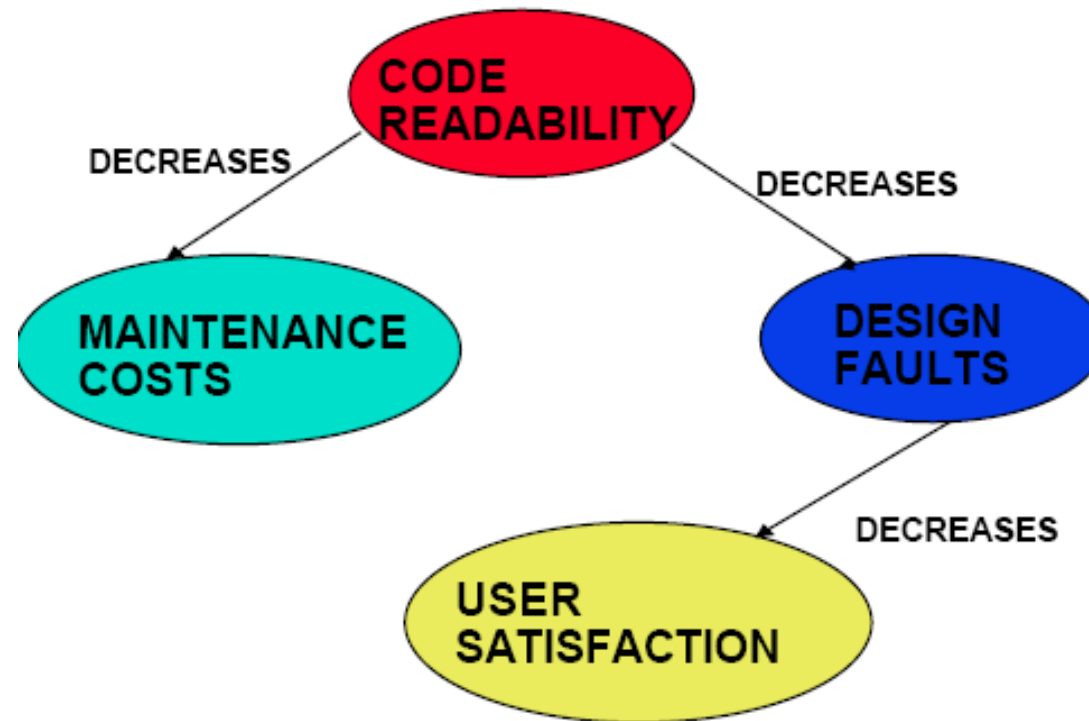 CODE
READABILITY
DECREASES
DECREASES
MAINTENANCE
COSTS
DESIGN
FAULTS
DECREASES
USER
SATISFACTION